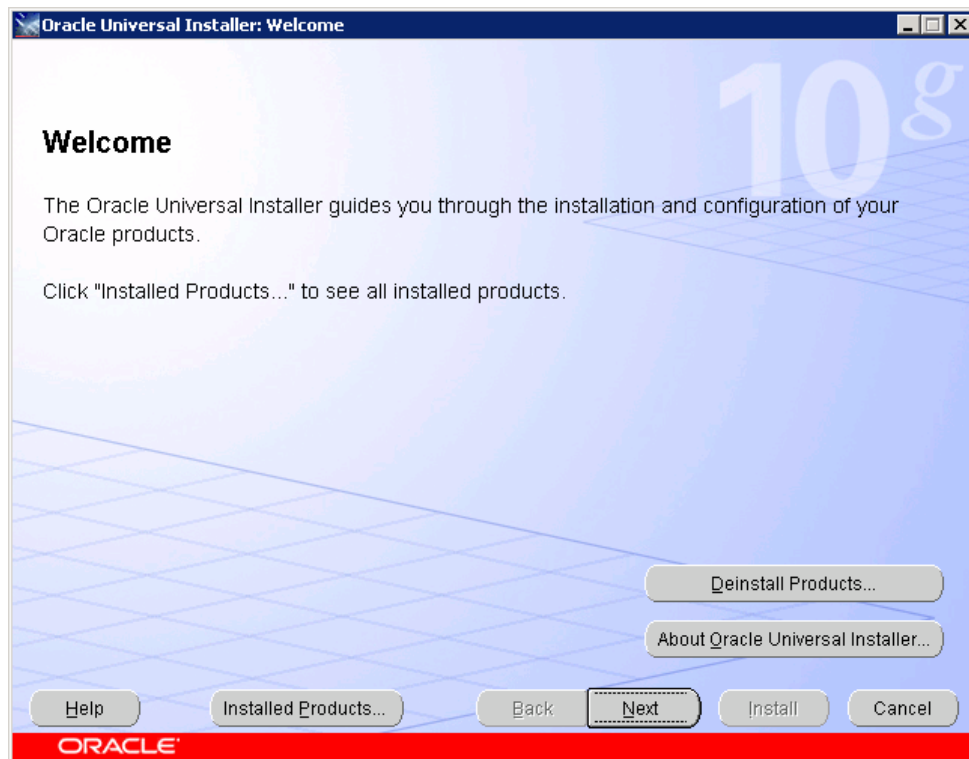 Oracle Universal Installer: Welcome
10g
Welcome
The Oracle Universal Installer guides you through the installation and configuration of your
Oracle products.
Click "Installed Products..." to see all installed products.
Deinstall Products...
About Oracle Universal Installer...
Help Installed Products... Back Next Install Cancel
ORACLE